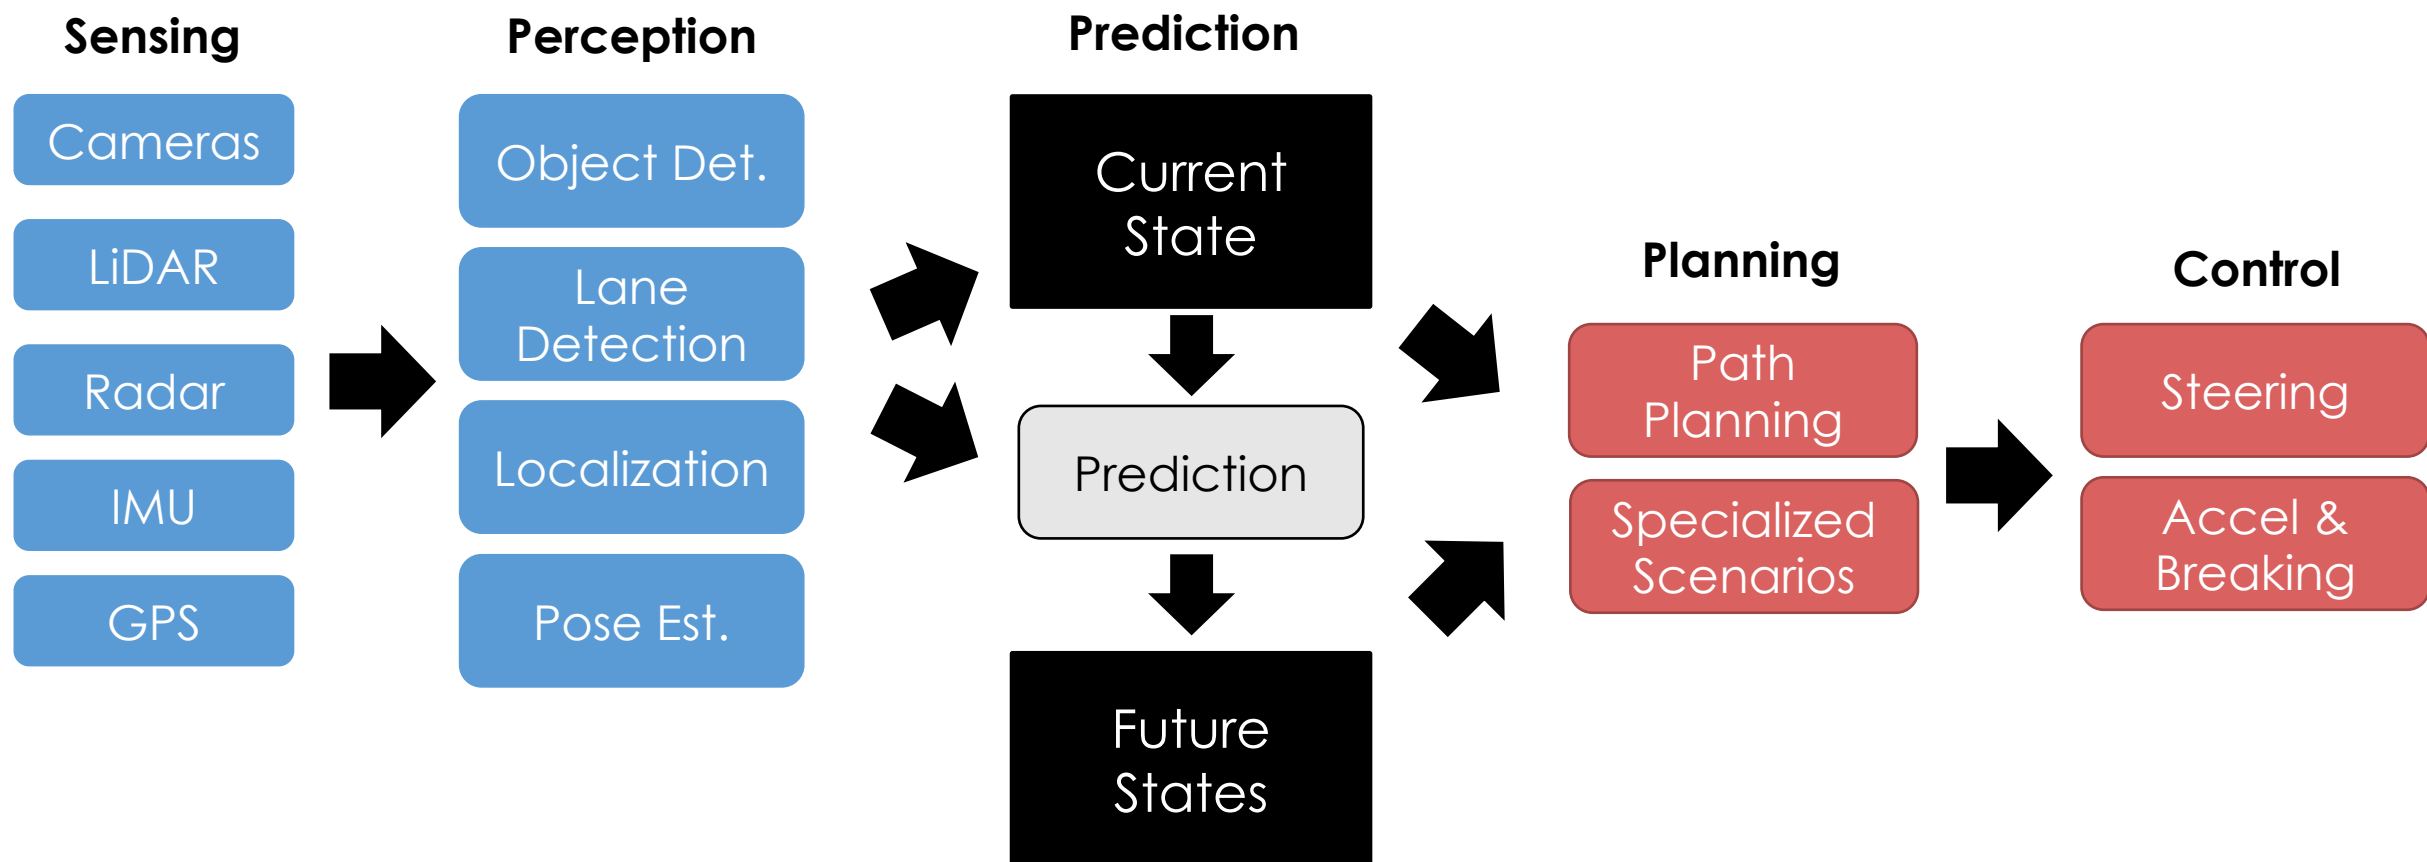 Sensing
Cameras
LiDAR
Radar
IMU
GPS
Perception
Object Det.
Lane
Detection
Localization
Pose Est.
Prediction
Current
State
Prediction
Future
States
Planning
Path
Planning
Specialized
Scenarios
Control
Steering
Accel &
Breaking